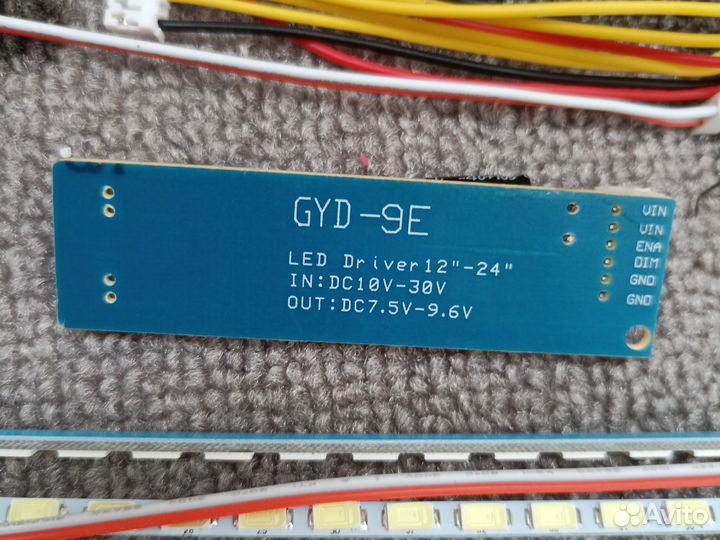 GYD-9E
LED Driver12"-24"
IN:DC10V-30V
OUT:DC7.5V-9.6V
VIN
VIN
ENA
DIM
GND
GND
Avito